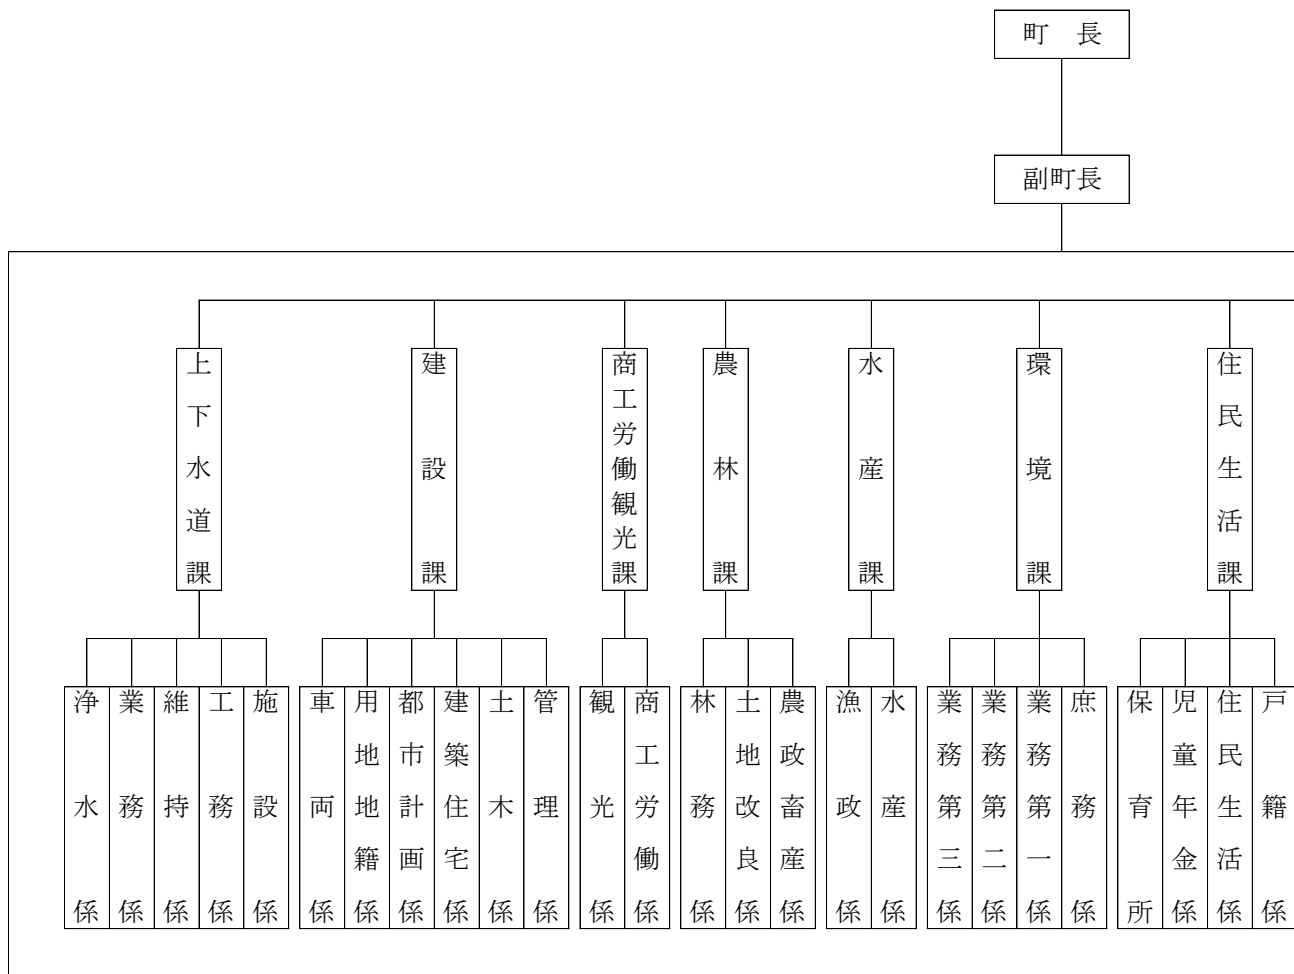 町　長
副町長
上下水道課
建設課
商工労働観光課
農林課
水産課
環境課
住民生活課
浄水係
業務係
維持係
工務係
施設係
車両係
用地地籍係
都市計画係
建築住宅係
土木係
管理係
観光係
商工労働係
林務係
土地改良係
農政畜産係
漁政係
水産係
業務第三係
業務第二係
業務第一係
庶務係
保育所
児童年金係
住民生活係
戸籍係